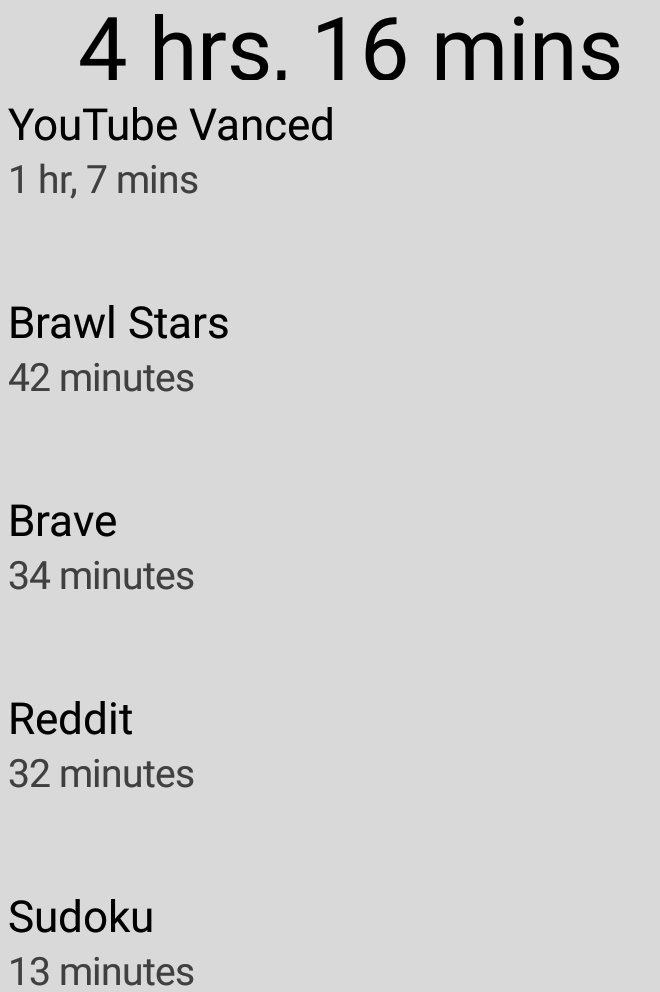 4 hrs. 16 mins
YouTube Vanced
1 hr, 7 mins
Brawl Stars
42 minutes
Brave
34 minutes
Reddit
32 minutes
Sudoku
13 minutes